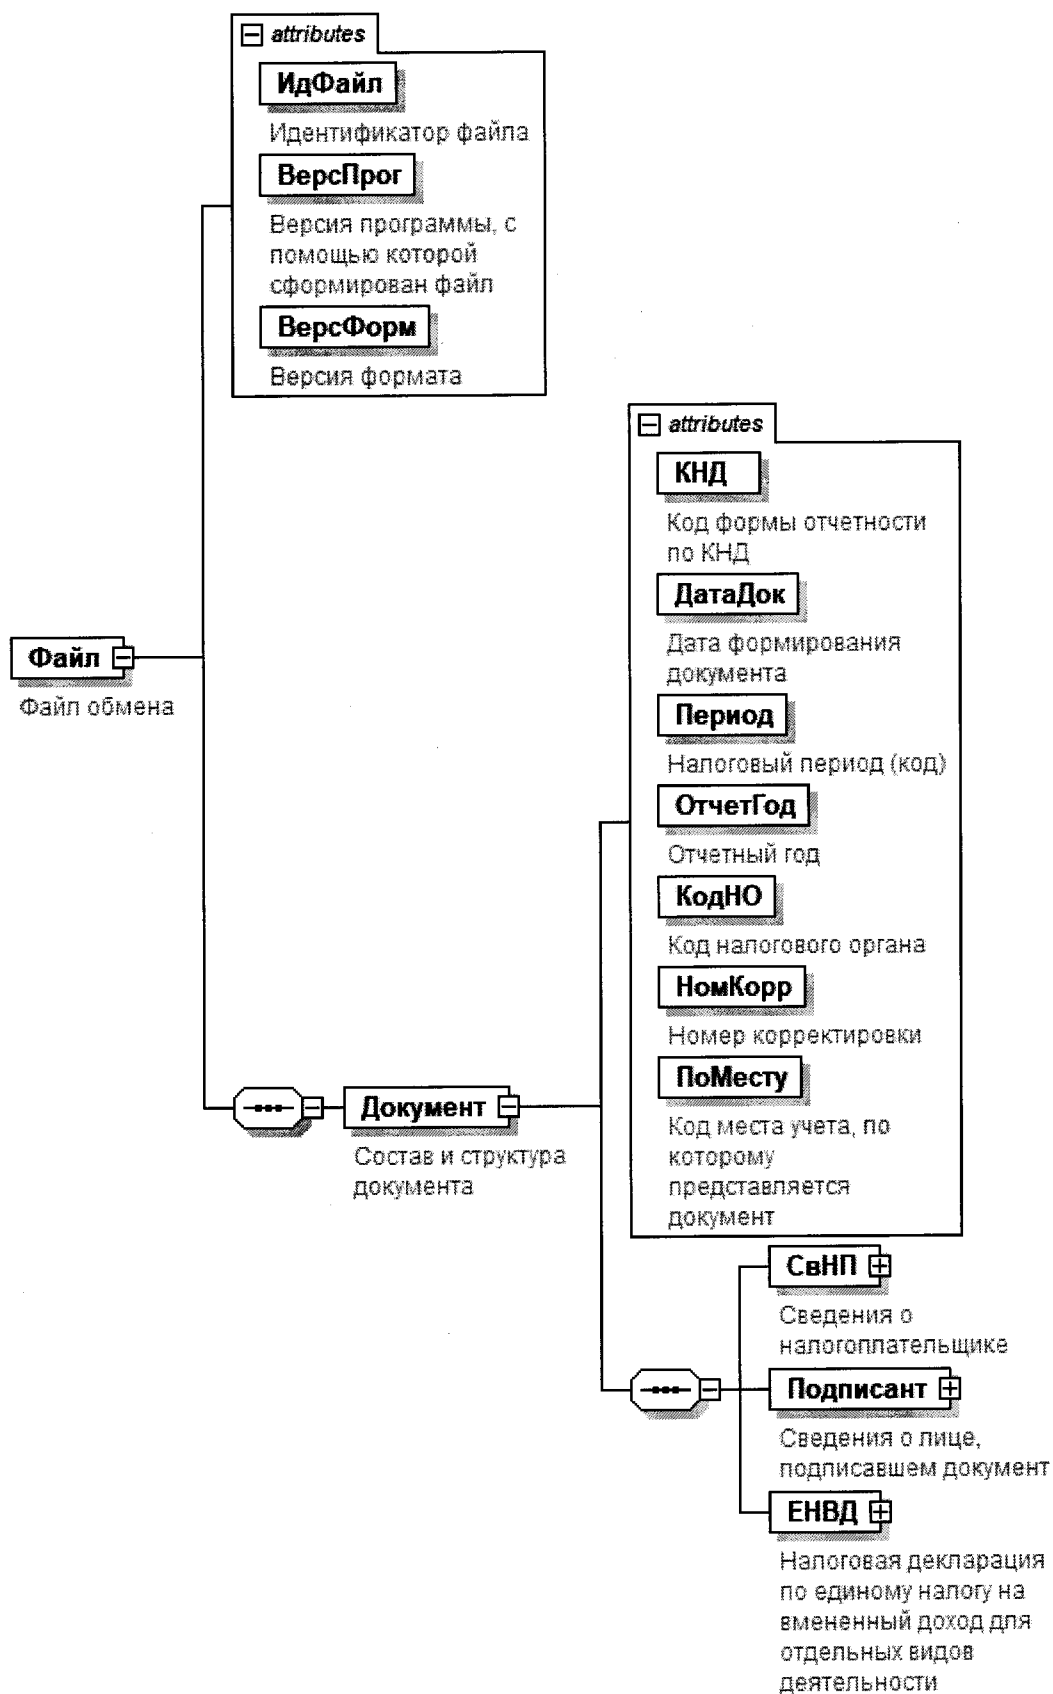 attributes
ИдФайл
Идентификатор файла
ВерсПрог
Версия программы, с
помощью которой
сформирован файл
ВерсФорм
Версия формата
Файл
Файл обмена
Документ
Состав и структура
документа
attributes
КНД
Код формы отчетности
по КНД
ДатаДок
Дата формирования
документа
Период
Налоговый период (код)
ОтчетГод
Отчетный год
КодНО
Код налогового органа
НомКорр
Номер корректировки
ПоМесту
Код места учета, по
которому
представляется
документ
СвНП
Сведения о
налогоплательщике
Подписант
Сведения о лице,
подписавшем документ
ЕНВД
Налоговая декларация
по единому налогу на
вмененный доход для
отдельных видов
деятельности